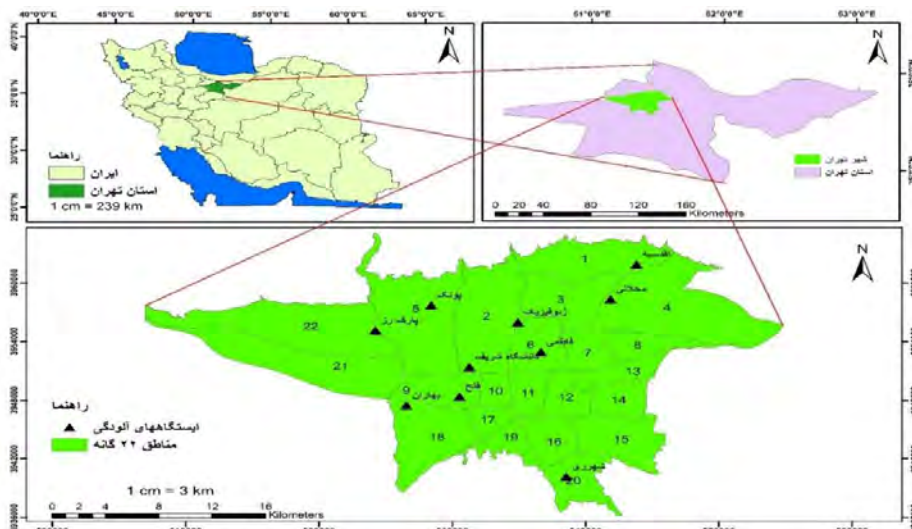 40°0'0"E 45°0'0"E 50°0'0"E 55°0'0"E 60°0'0"E 65°0'0"E
51°0'0"E 52°0'0"E 53°0'0"E
N
N
راهنما
ایران
استان تهران
1 cm = 239 km
شهر تهران
استان تهران
0 20 40 80 120 160
Kilometers
N
1
اقدسیه
محلاتی
3
4
پونک
5
2
ژئوفیزیک
22
پارک رز
6
فاطمی
7
8
دانشگاه شریف
21
13
9
بهاران
فتح
10
11
12
14
17
18
19
16
15
شهرری
20
راهنما
ایستگاههای آلودگی
مناطق ۲۲ گانه
1 cm = 3 km
0 2 4 8 12 16
Kilometers